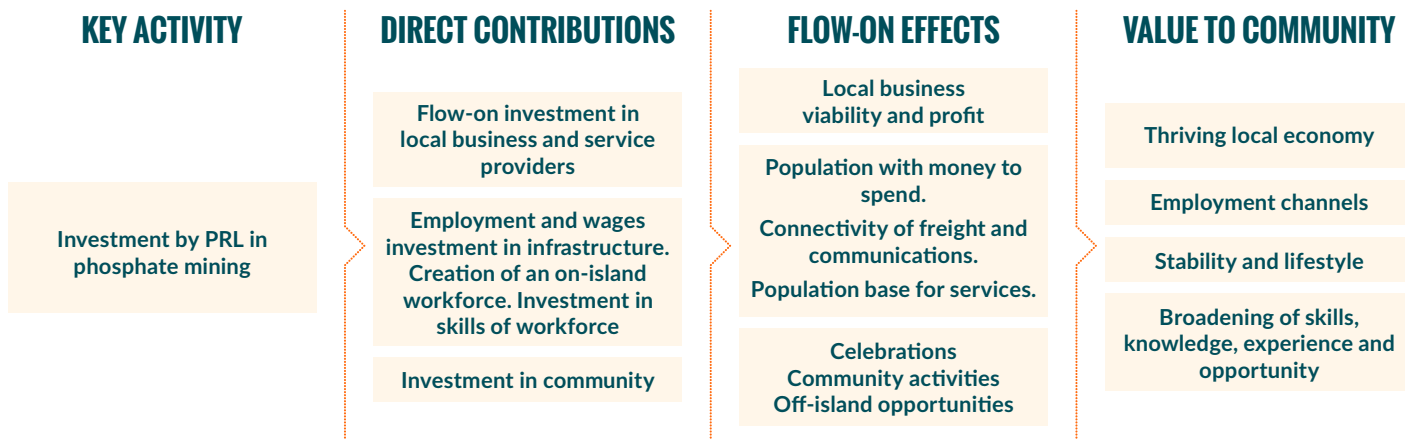 KEY ACTIVITY
Investment by PRL in
phosphate mining
DIRECT CONTRIBUTIONS
Flow-on investment in
local business and service
providers
Employment and wages
investment in infrastructure.
Creation of an on-island
workforce. Investment in
skills of workforce
Investment in community
FLOW-ON EFFECTS
Local business
viability and profit
Population with money to
spend.
Connectivity of freight and
communications.
Population base for services.
Celebrations
Community activities
Off-island opportunities
VALUE TO COMMUNITY
Thriving local economy
Employment channels
Stability and lifestyle
Broadening of skills,
knowledge, experience and
opportunity